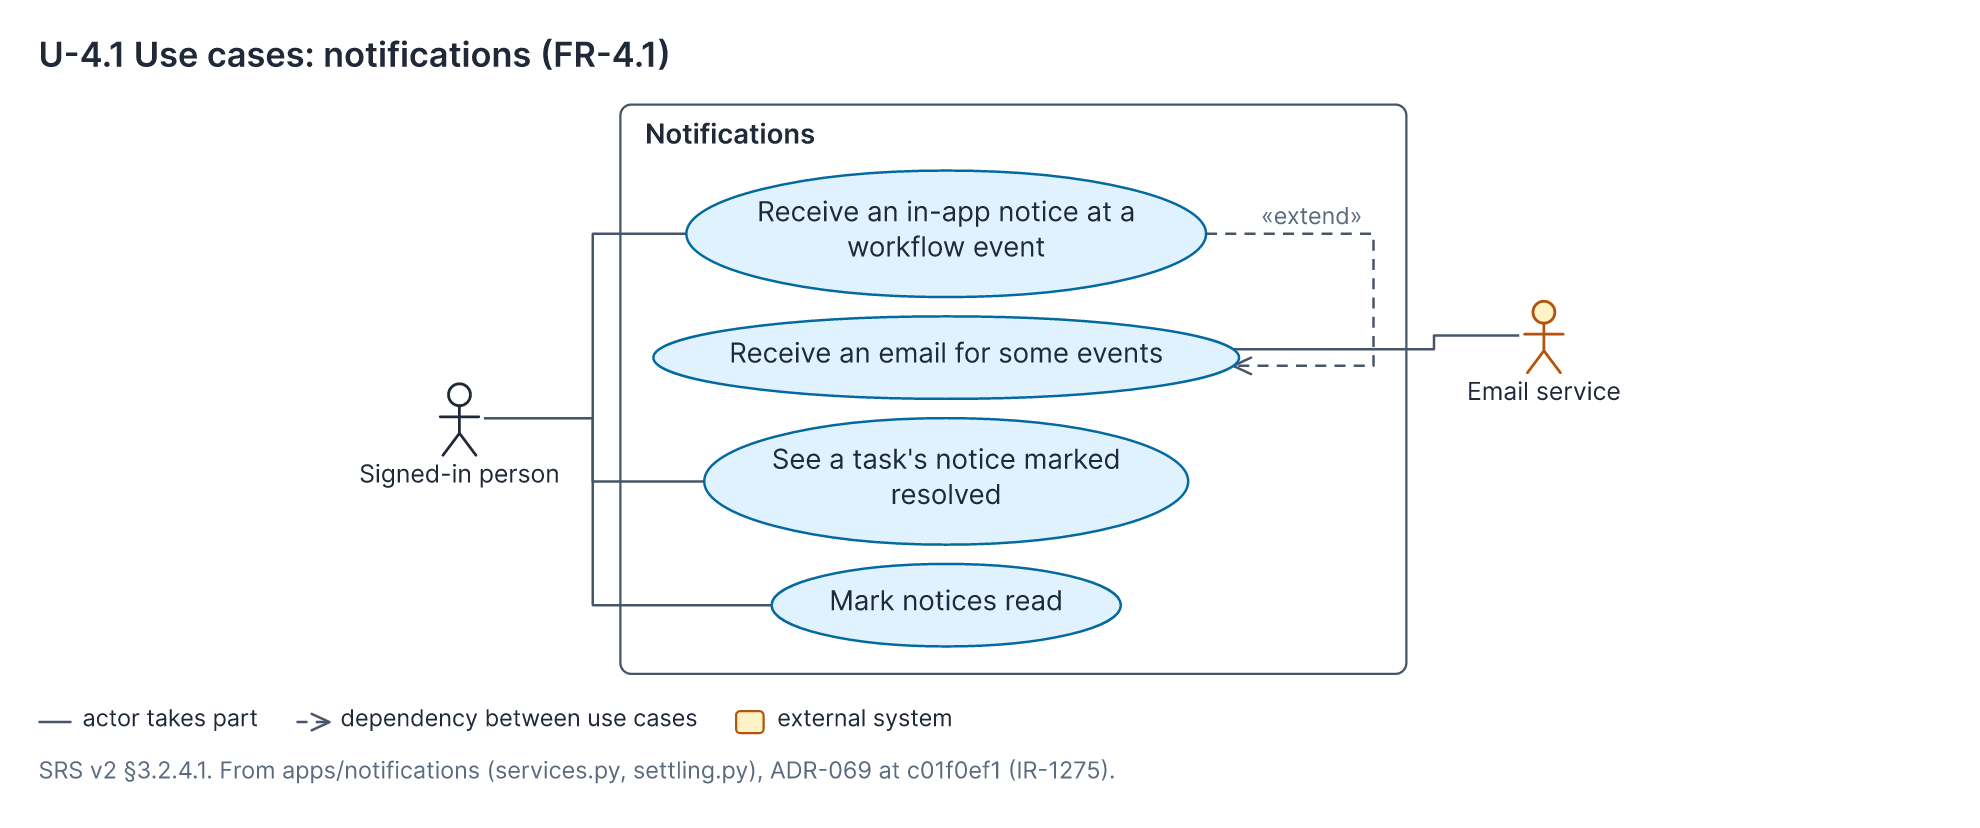 U-4.1 Use cases: notifications (FR-4.1)
Notifications
Receive an in-app notice at a
workflow event
«extend»
Receive an email for some events
Email service
Signed-in person
See a task's notice marked
resolved
Mark notices read
actor takes part
dependency between use cases
external system
SRS v2 §3.2.4.1. From apps/notifications (services.py, settling.py), ADR-069 at c01f0ef1 (IR-1275).